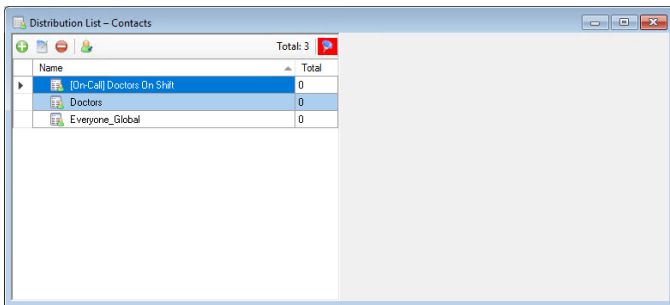 Distribution List – Contacts
Total: 3
Name Total
[On-Call] Doctors On Shift 0
Doctors 0
Everyone_Global 0